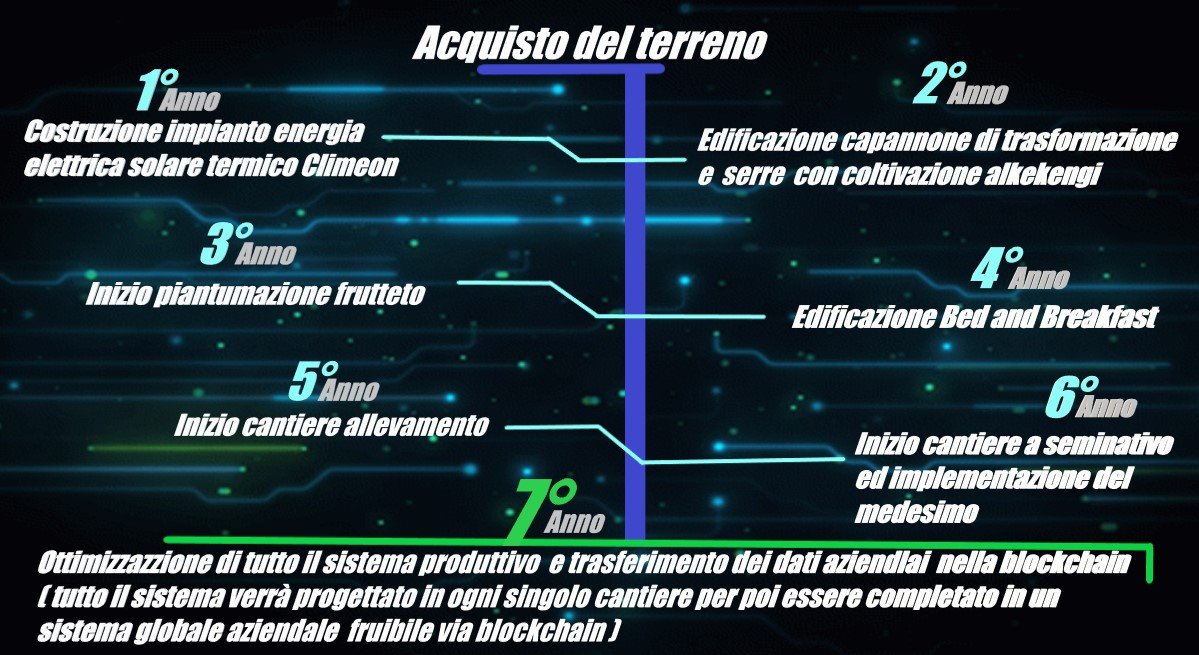 Acquisto del terreno
1° Anno
Costruzione impianto energia
elettrica solare termico Climeon
2° Anno
Edificazione capannone di trasformazione
e serre con coltivazione alkekengi
3° Anno
Inizio piantumazione frutteto
4° Anno
Edificazione Bed and Breakfast
5° Anno
Inizio cantiere allevamento
6° Anno
Inizio cantiere a seminativo
ed implementazione del
medesimo
7° Anno
Ottimizzazzione di tutto il sistema produttivo e trasferimento dei dati aziendlai nella blockchain
( tutto il sistema verrà progettato in ogni singolo cantiere per poi essere completato in un
sistema globale aziendale fruibile via blockchain )